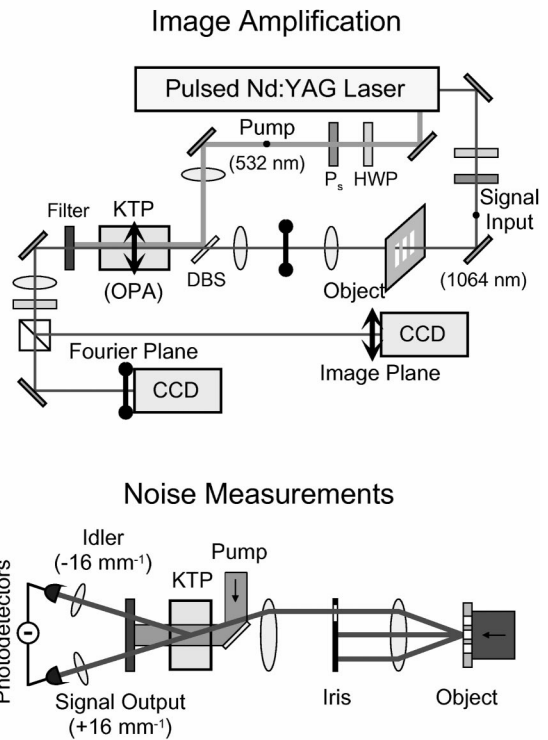 Image Amplification
Pulsed Nd:YAG Laser
Pump
(532 nm)
Pₛ
HWP
Signal
Input
(1064 nm)
Filter
KTP
(OPA)
DBS
Object
Fourier Plane
CCD
CCD
Image Plane
Noise Measurements
Idler
(-16 mm⁻¹)
KTP
Pump
Photodetectors
Signal Output
(+16 mm⁻¹)
Iris
Object